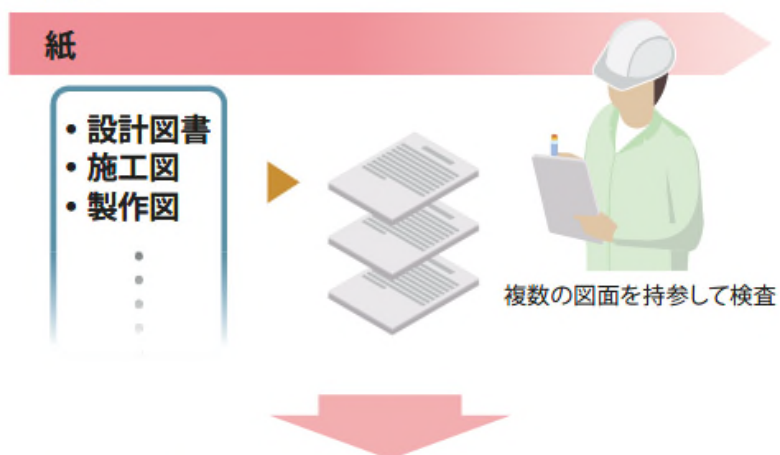 紙
・設計図書
・施工図
・製作図
複数の図面を持参して検査